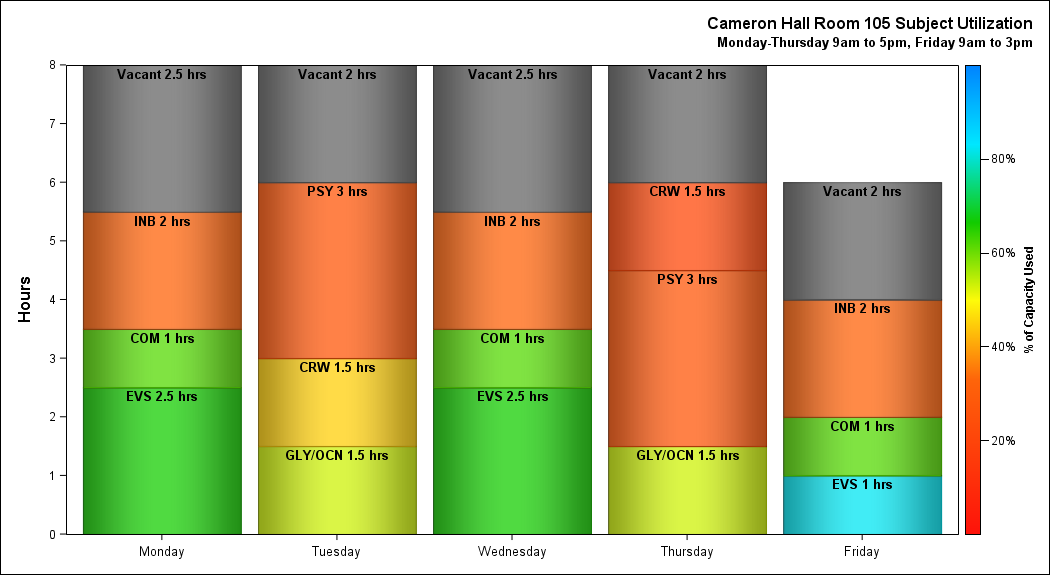 Cameron Hall Room 105 Subject Utilization
Monday-Thursday 9am to 5pm, Friday 9am to 3pm
8
7
6
5
4
3
2
1
0
Hours
Vacant 2.5 hrs
INB 2 hrs
COM 1 hrs
EVS 2.5 hrs
Monday
Vacant 2 hrs
PSY 3 hrs
CRW 1.5 hrs
GLY/OCN 1.5 hrs
Tuesday
Vacant 2.5 hrs
INB 2 hrs
COM 1 hrs
EVS 2.5 hrs
Wednesday
Vacant 2 hrs
CRW 1.5 hrs
PSY 3 hrs
GLY/OCN 1.5 hrs
Thursday
Vacant 2 hrs
INB 2 hrs
COM 1 hrs
EVS 1 hrs
Friday
80%
60%
40%
20%
% of Capacity Used